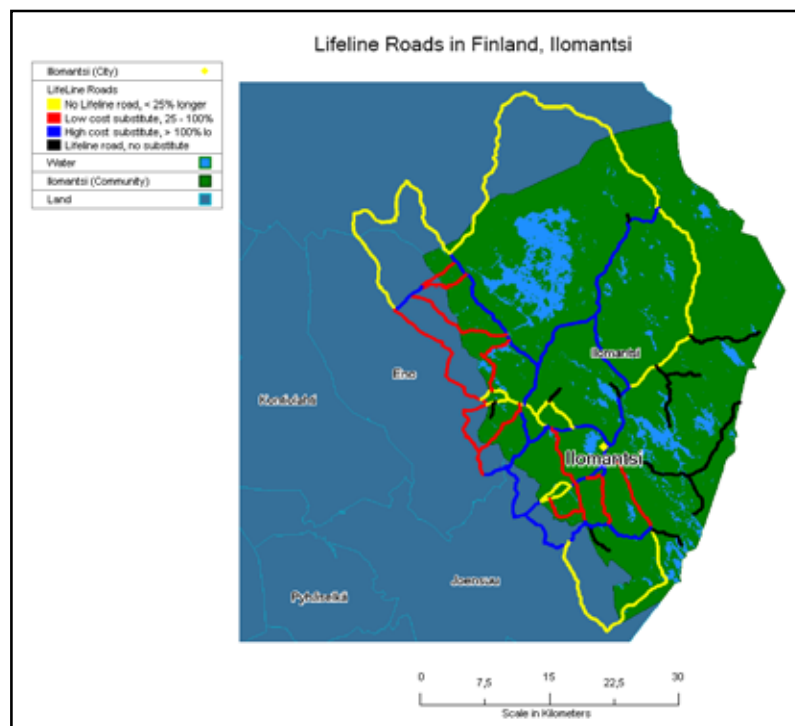 Lifeline Roads in Finland, Ilomantsi
Ilomantsi (City)
LifeLine Roads
No Lifeline road, < 25% longer
Low cost substitute, 25 - 100%
High cost substitute, > 100% lo
Lifeline road, no substitute
Water
Ilomantsi (Community)
Land
Ilomantsi
Eno
Kontiolahti
Ilomantsi
Joensuu
Pyhäselkä
0 7,5 15 22,5 30
Scale in Kilometers